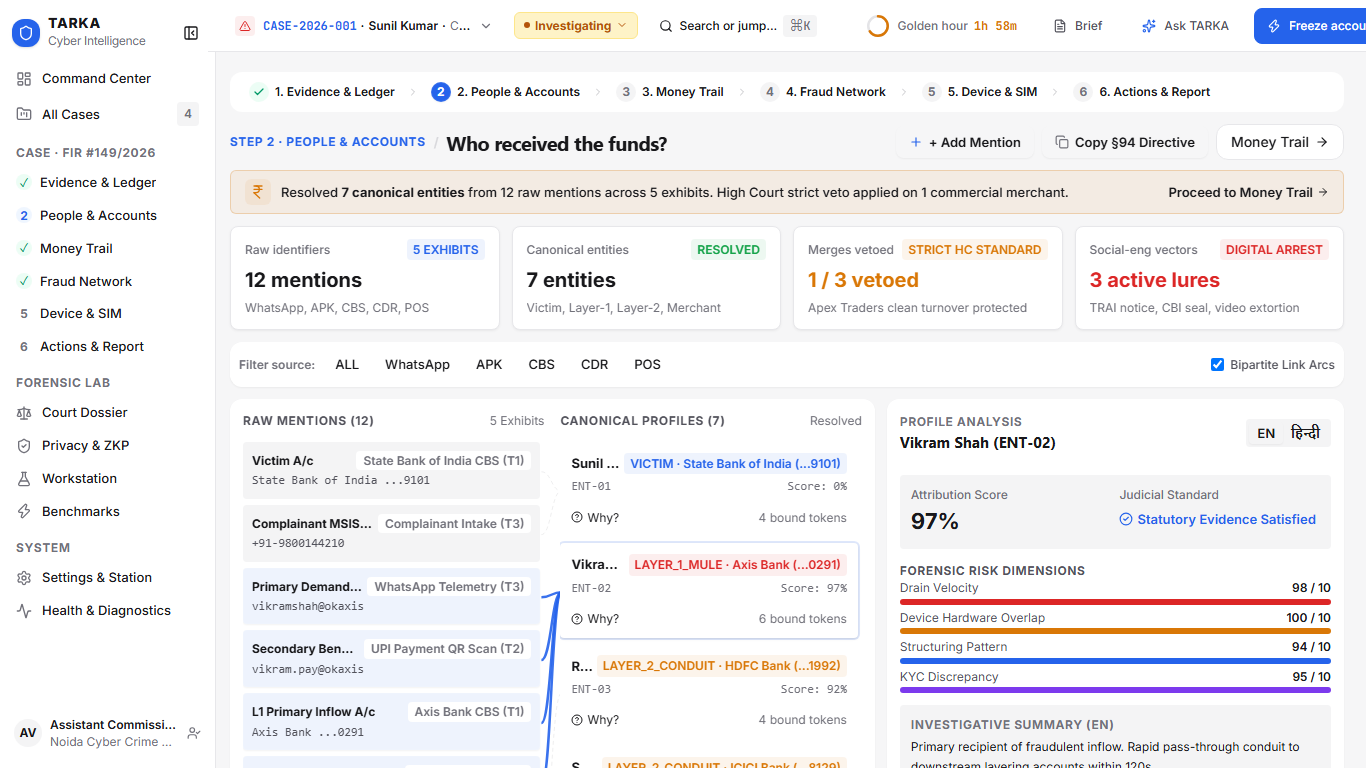 TARKA
Cyber Intelligence
CASE-2026-001 · Sunil Kumar · C...
Investigating
Search or jump... ⌘K
Golden hour 1h 58m
Brief
Ask TARKA
Freeze accou
Command Center
All Cases 4
CASE · FIR #149/2026
Evidence & Ledger
2 People & Accounts
Money Trail
Fraud Network
5 Device & SIM
6 Actions & Report
FORENSIC LAB
Court Dossier
Privacy & ZKP
Workstation
Benchmarks
SYSTEM
Settings & Station
Health & Diagnostics
AV Assistant Commissi...
Noida Cyber Crime ...
1. Evidence & Ledger
2 2. People & Accounts
3 3. Money Trail
4 4. Fraud Network
5 5. Device & SIM
6 6. Actions & Report
STEP 2 · PEOPLE & ACCOUNTS / Who received the funds?
+ + Add Mention
Copy §94 Directive
Money Trail →
₹ Resolved 7 canonical entities from 12 raw mentions across 5 exhibits. High Court strict veto applied on 1 commercial merchant.
Proceed to Money Trail →
Raw identifiers 5 EXHIBITS
12 mentions
WhatsApp, APK, CBS, CDR, POS
Canonical entities RESOLVED
7 entities
Victim, Layer-1, Layer-2, Merchant
Merges vetoed STRICT HC STANDARD
1 / 3 vetoed
Apex Traders clean turnover protected
Social-eng vectors DIGITAL ARREST
3 active lures
TRAI notice, CBI seal, video extortion
Filter source: ALL WhatsApp APK CBS CDR POS
Bipartite Link Arcs
RAW MENTIONS (12) 5 Exhibits
Victim A/c State Bank of India CBS (T1)
State Bank of India ...9101
Complainant MSIS... Complainant Intake (T3)
+91-9800144210
Primary Demand... WhatsApp Telemetry (T3)
vikramshah@okaxis
Secondary Ben... UPI Payment QR Scan (T2)
vikram.pay@okaxis
L1 Primary Inflow A/c Axis Bank CBS (T1)
Axis Bank ...0291
CANONICAL PROFILES (7) Resolved
Sunil ... VICTIM · State Bank of India (...9101)
ENT-01 Score: 0%
Why? 4 bound tokens
Vikra... LAYER_1_MULE · Axis Bank (...0291)
ENT-02 Score: 97%
Why? 6 bound tokens
R... LAYER_2_CONDUIT · HDFC Bank (...1992)
ENT-03 Score: 92%
Why? 4 bound tokens
S... LAYER_2_CONDUIT · ICICI Bank (...8129)
PROFILE ANALYSIS
Vikram Shah (ENT-02)
EN हिन्दी
Attribution Score
97%
Judicial Standard
Statutory Evidence Satisfied
FORENSIC RISK DIMENSIONS
Drain Velocity 98 / 10
Device Hardware Overlap 100 / 10
Structuring Pattern 94 / 10
KYC Discrepancy 95 / 10
INVESTIGATIVE SUMMARY (EN)
Primary recipient of fraudulent inflow. Rapid pass-through conduit to
downstream layering accounts within 120s